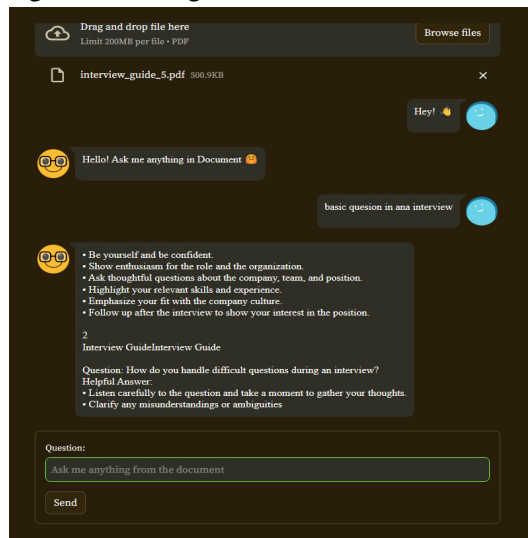 Drag and drop file here
Limit 200MB per file • PDF
Browse files
interview_guide_5.pdf 500.9KB
Hey! 👋
Hello! Ask me anything in Document 🤗
basic quesion in ana interview
• Be yourself and be confident.
• Show enthusiasm for the role and the organization.
• Ask thoughtful questions about the company, team, and position.
• Highlight your relevant skills and experience.
• Emphasize your fit with the company culture.
• Follow up after the interview to show your interest in the position.
2
Interview GuideInterview Guide
Question: How do you handle difficult questions during an interview?
Helpful Answer:
• Listen carefully to the question and take a moment to gather your thoughts.
• Clarify any misunderstandings or ambiguities
Question:
Ask me anything from the document
Send